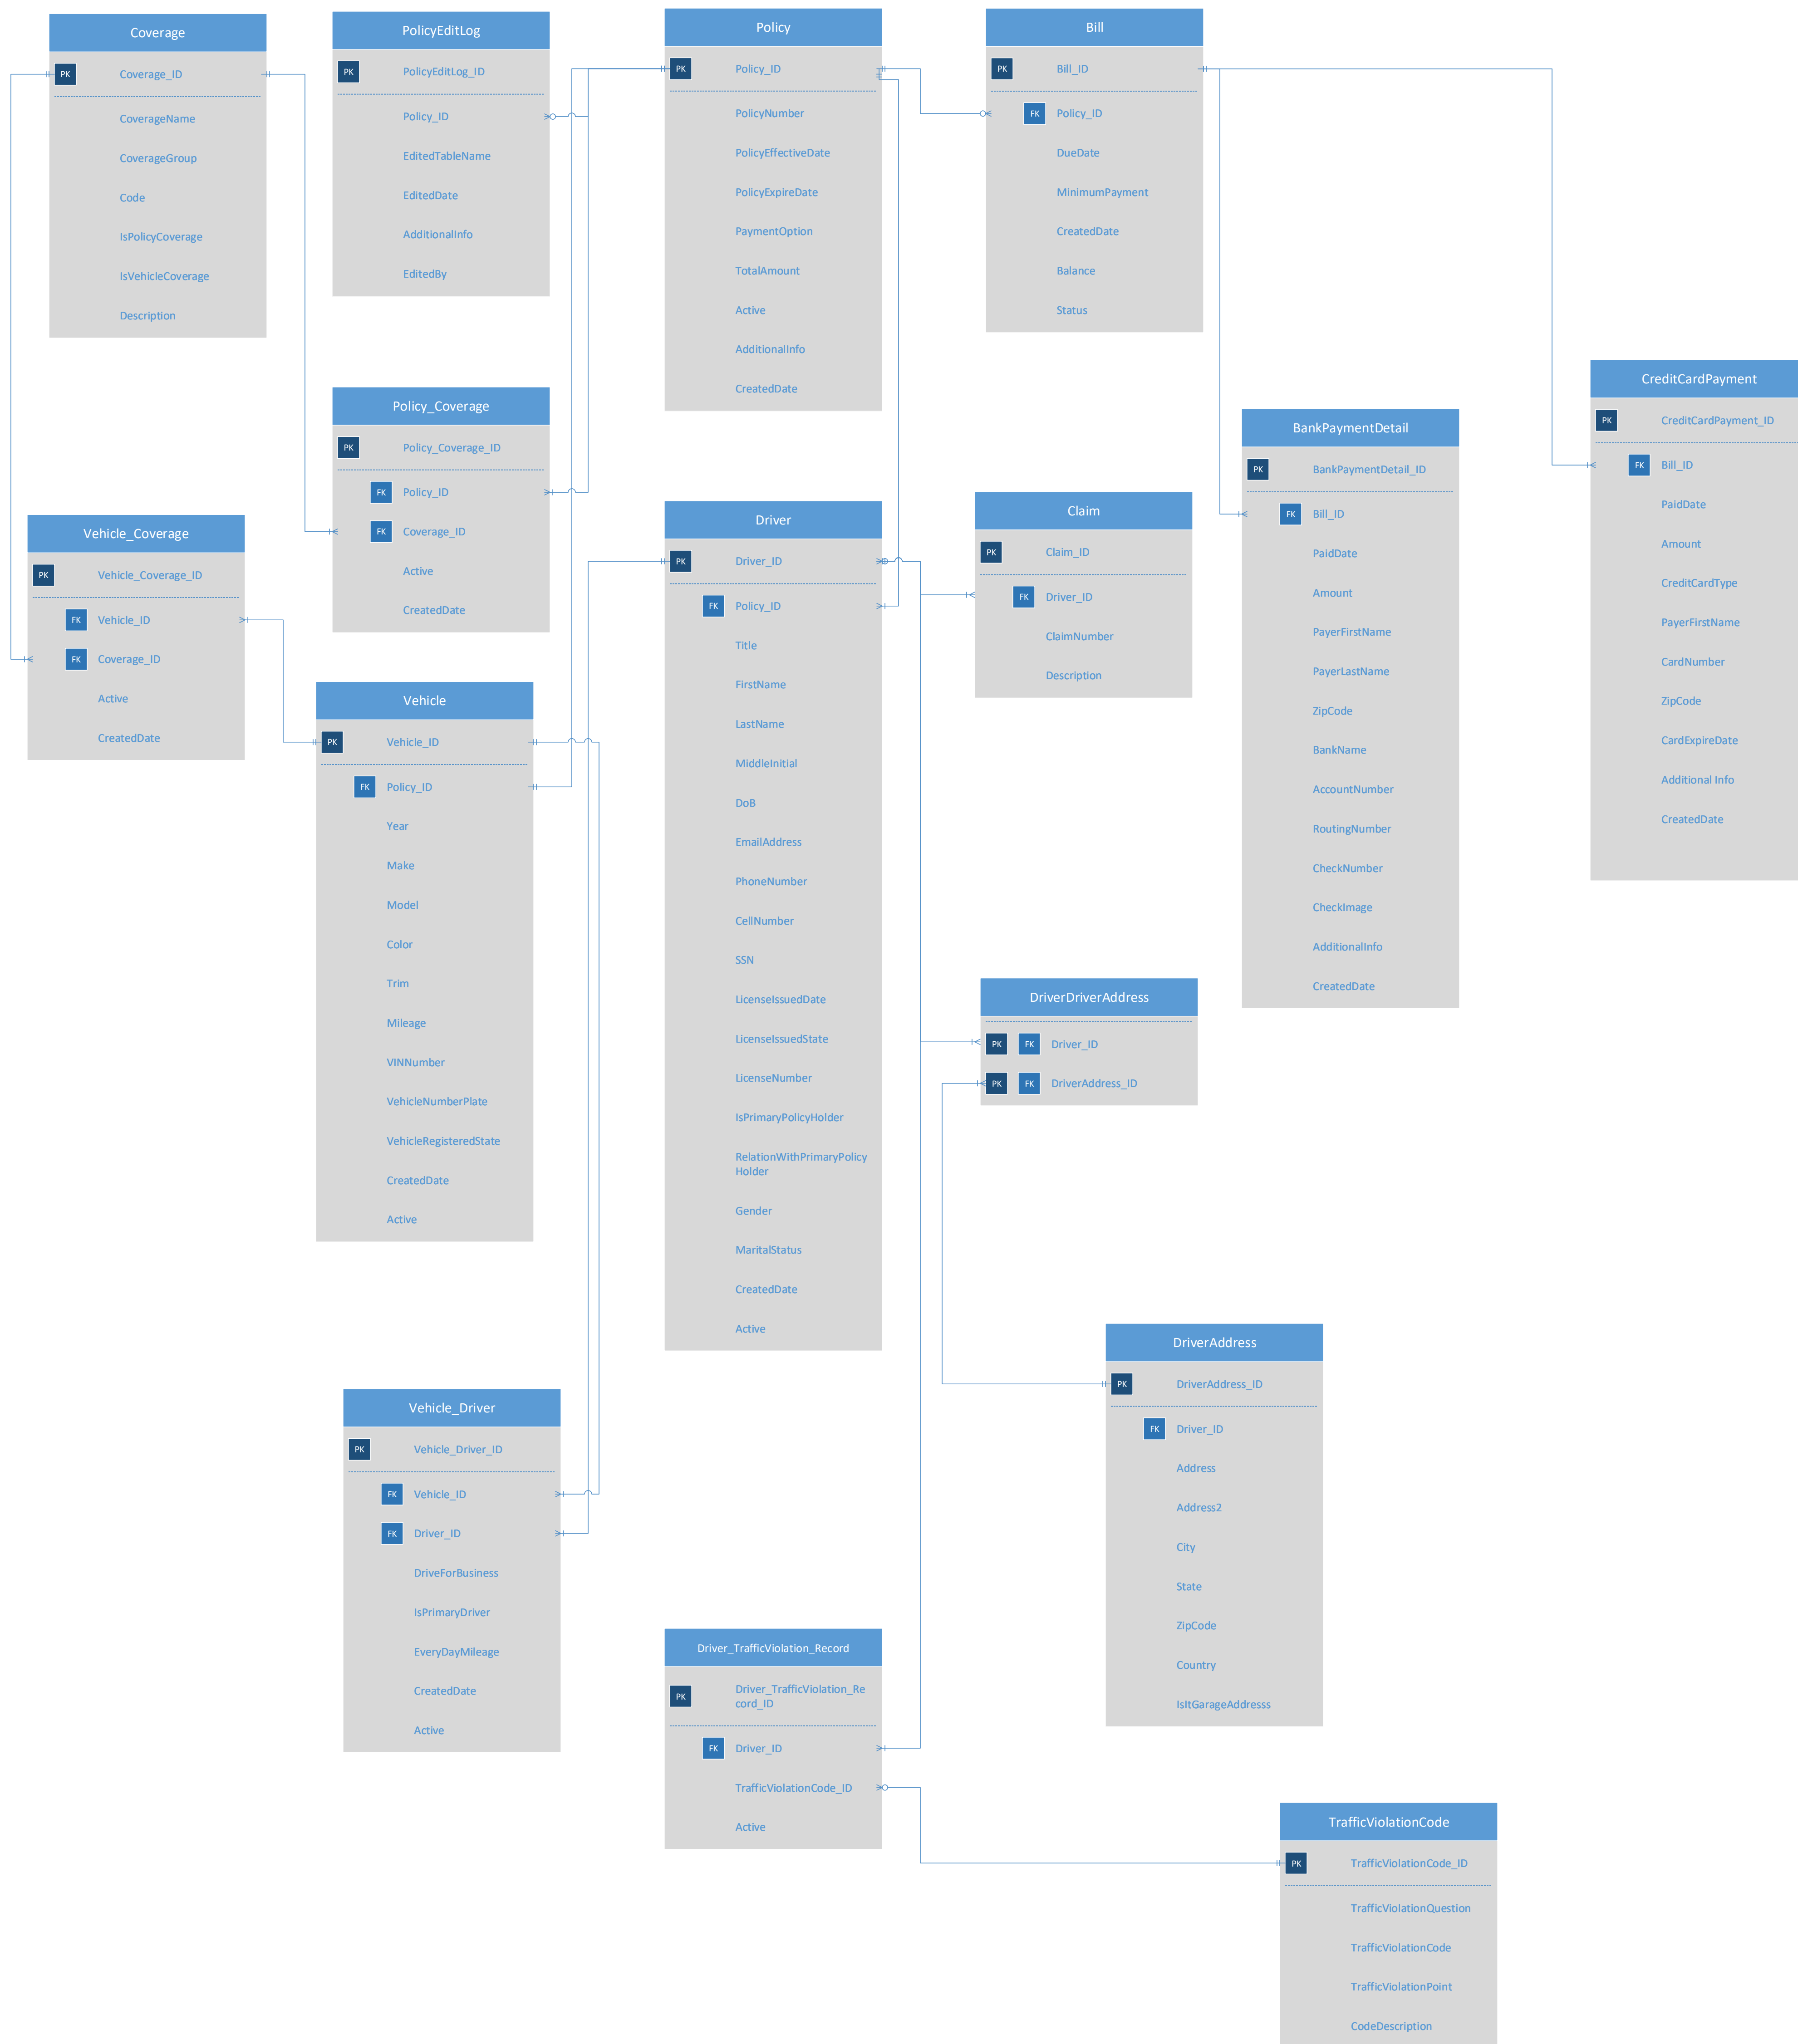 Coverage
PK
Coverage_ID
CoverageName
CoverageGroup
Code
IsPolicyCoverage
IsVehicleCoverage
Description
PolicyEditLog
PK
PolicyEditLog_ID
Policy_ID
EditedTableName
EditedDate
AdditionalInfo
EditedBy
Policy
PK
Policy_ID
PolicyNumber
PolicyEffectiveDate
PolicyExpireDate
PaymentOption
TotalAmount
Active
AdditionalInfo
CreatedDate
Bill
PK
Bill_ID
FK
Policy_ID
DueDate
MinimumPayment
CreatedDate
Balance
Status
CreditCardPayment
PK
CreditCardPayment_ID
FK
Bill_ID
PaidDate
Amount
CreditCardType
PayerFirstName
CardNumber
ZipCode
CardExpireDate
Additional Info
CreatedDate
Policy_Coverage
PK
Policy_Coverage_ID
FK
Policy_ID
FK
Coverage_ID
Active
CreatedDate
BankPaymentDetail
PK
BankPaymentDetail_ID
FK
Bill_ID
PaidDate
Amount
PayerFirstName
PayerLastName
ZipCode
BankName
AccountNumber
RoutingNumber
CheckNumber
CheckImage
AdditionalInfo
CreatedDate
Vehicle_Coverage
PK
Vehicle_Coverage_ID
FK
Vehicle_ID
FK
Coverage_ID
Active
CreatedDate
Driver
PK
Driver_ID
FK
Policy_ID
Title
FirstName
LastName
MiddleInitial
DoB
EmailAddress
PhoneNumber
CellNumber
SSN
LicenseIssuedDate
LicenseIssuedState
LicenseNumber
IsPrimaryPolicyHolder
RelationWithPrimaryPolicy
Holder
Gender
MaritalStatus
CreatedDate
Active
Claim
PK
Claim_ID
FK
Driver_ID
ClaimNumber
Description
Vehicle
PK
Vehicle_ID
FK
Policy_ID
Year
Make
Model
Color
Trim
Mileage
VINNumber
VehicleNumberPlate
VehicleRegisteredState
CreatedDate
Active
DriverDriverAddress
PK
FK
Driver_ID
PK
FK
DriverAddress_ID
DriverAddress
PK
DriverAddress_ID
FK
Driver_ID
Address
Address2
City
State
ZipCode
Country
IsItGarageAddresss
Vehicle_Driver
PK
Vehicle_Driver_ID
FK
Vehicle_ID
FK
Driver_ID
DriveForBusiness
IsPrimaryDriver
EveryDayMileage
CreatedDate
Active
Driver_TrafficViolation_Record
PK
Driver_TrafficViolation_Re
cord_ID
FK
Driver_ID
TrafficViolationCode_ID
Active
TrafficViolationCode
PK
TrafficViolationCode_ID
TrafficViolationQuestion
TrafficViolationCode
TrafficViolationPoint
CodeDescription